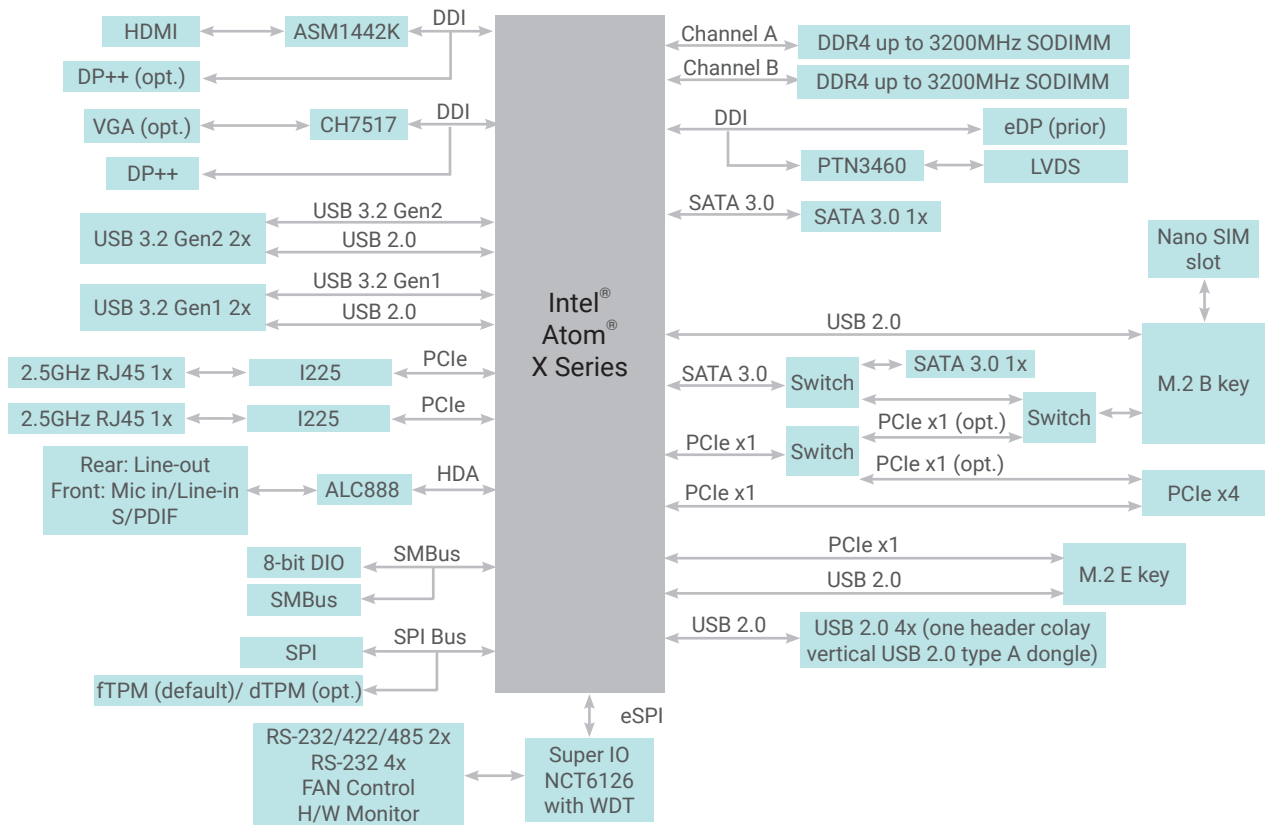 HDMI
ASM1442K
DDI
DP++ (opt.)
VGA (opt.)
CH7517
DDI
DP++
USB 3.2 Gen2 2x
USB 3.2 Gen2
USB 2.0
USB 3.2 Gen1 2x
USB 3.2 Gen1
USB 2.0
2.5GHz RJ45 1x
I225
PCIe
2.5GHz RJ45 1x
I225
PCIe
Rear: Line-out
Front: Mic in/Line-in
S/PDIF
ALC888
HDA
8-bit DIO
SMBus
SMBus
SPI
SPI Bus
fTPM (default)/ dTPM (opt.)
RS-232/422/485 2x
RS-232 4x
FAN Control
H/W Monitor
Super IO
NCT6126
with WDT
eSPI
Intel®
Atom®
X Series
Channel A
DDR4 up to 3200MHz SODIMM
Channel B
DDR4 up to 3200MHz SODIMM
DDI
eDP (prior)
PTN3460
LVDS
SATA 3.0
SATA 3.0 1x
Nano SIM
slot
USB 2.0
M.2 B key
SATA 3.0
Switch
SATA 3.0 1x
Switch
PCIe x1 (opt.)
PCIe x1
Switch
PCIe x1 (opt.)
PCIe x1
PCIe x4
PCIe x1
USB 2.0
M.2 E key
USB 2.0
USB 2.0 4x (one header colay
vertical USB 2.0 type A dongle)